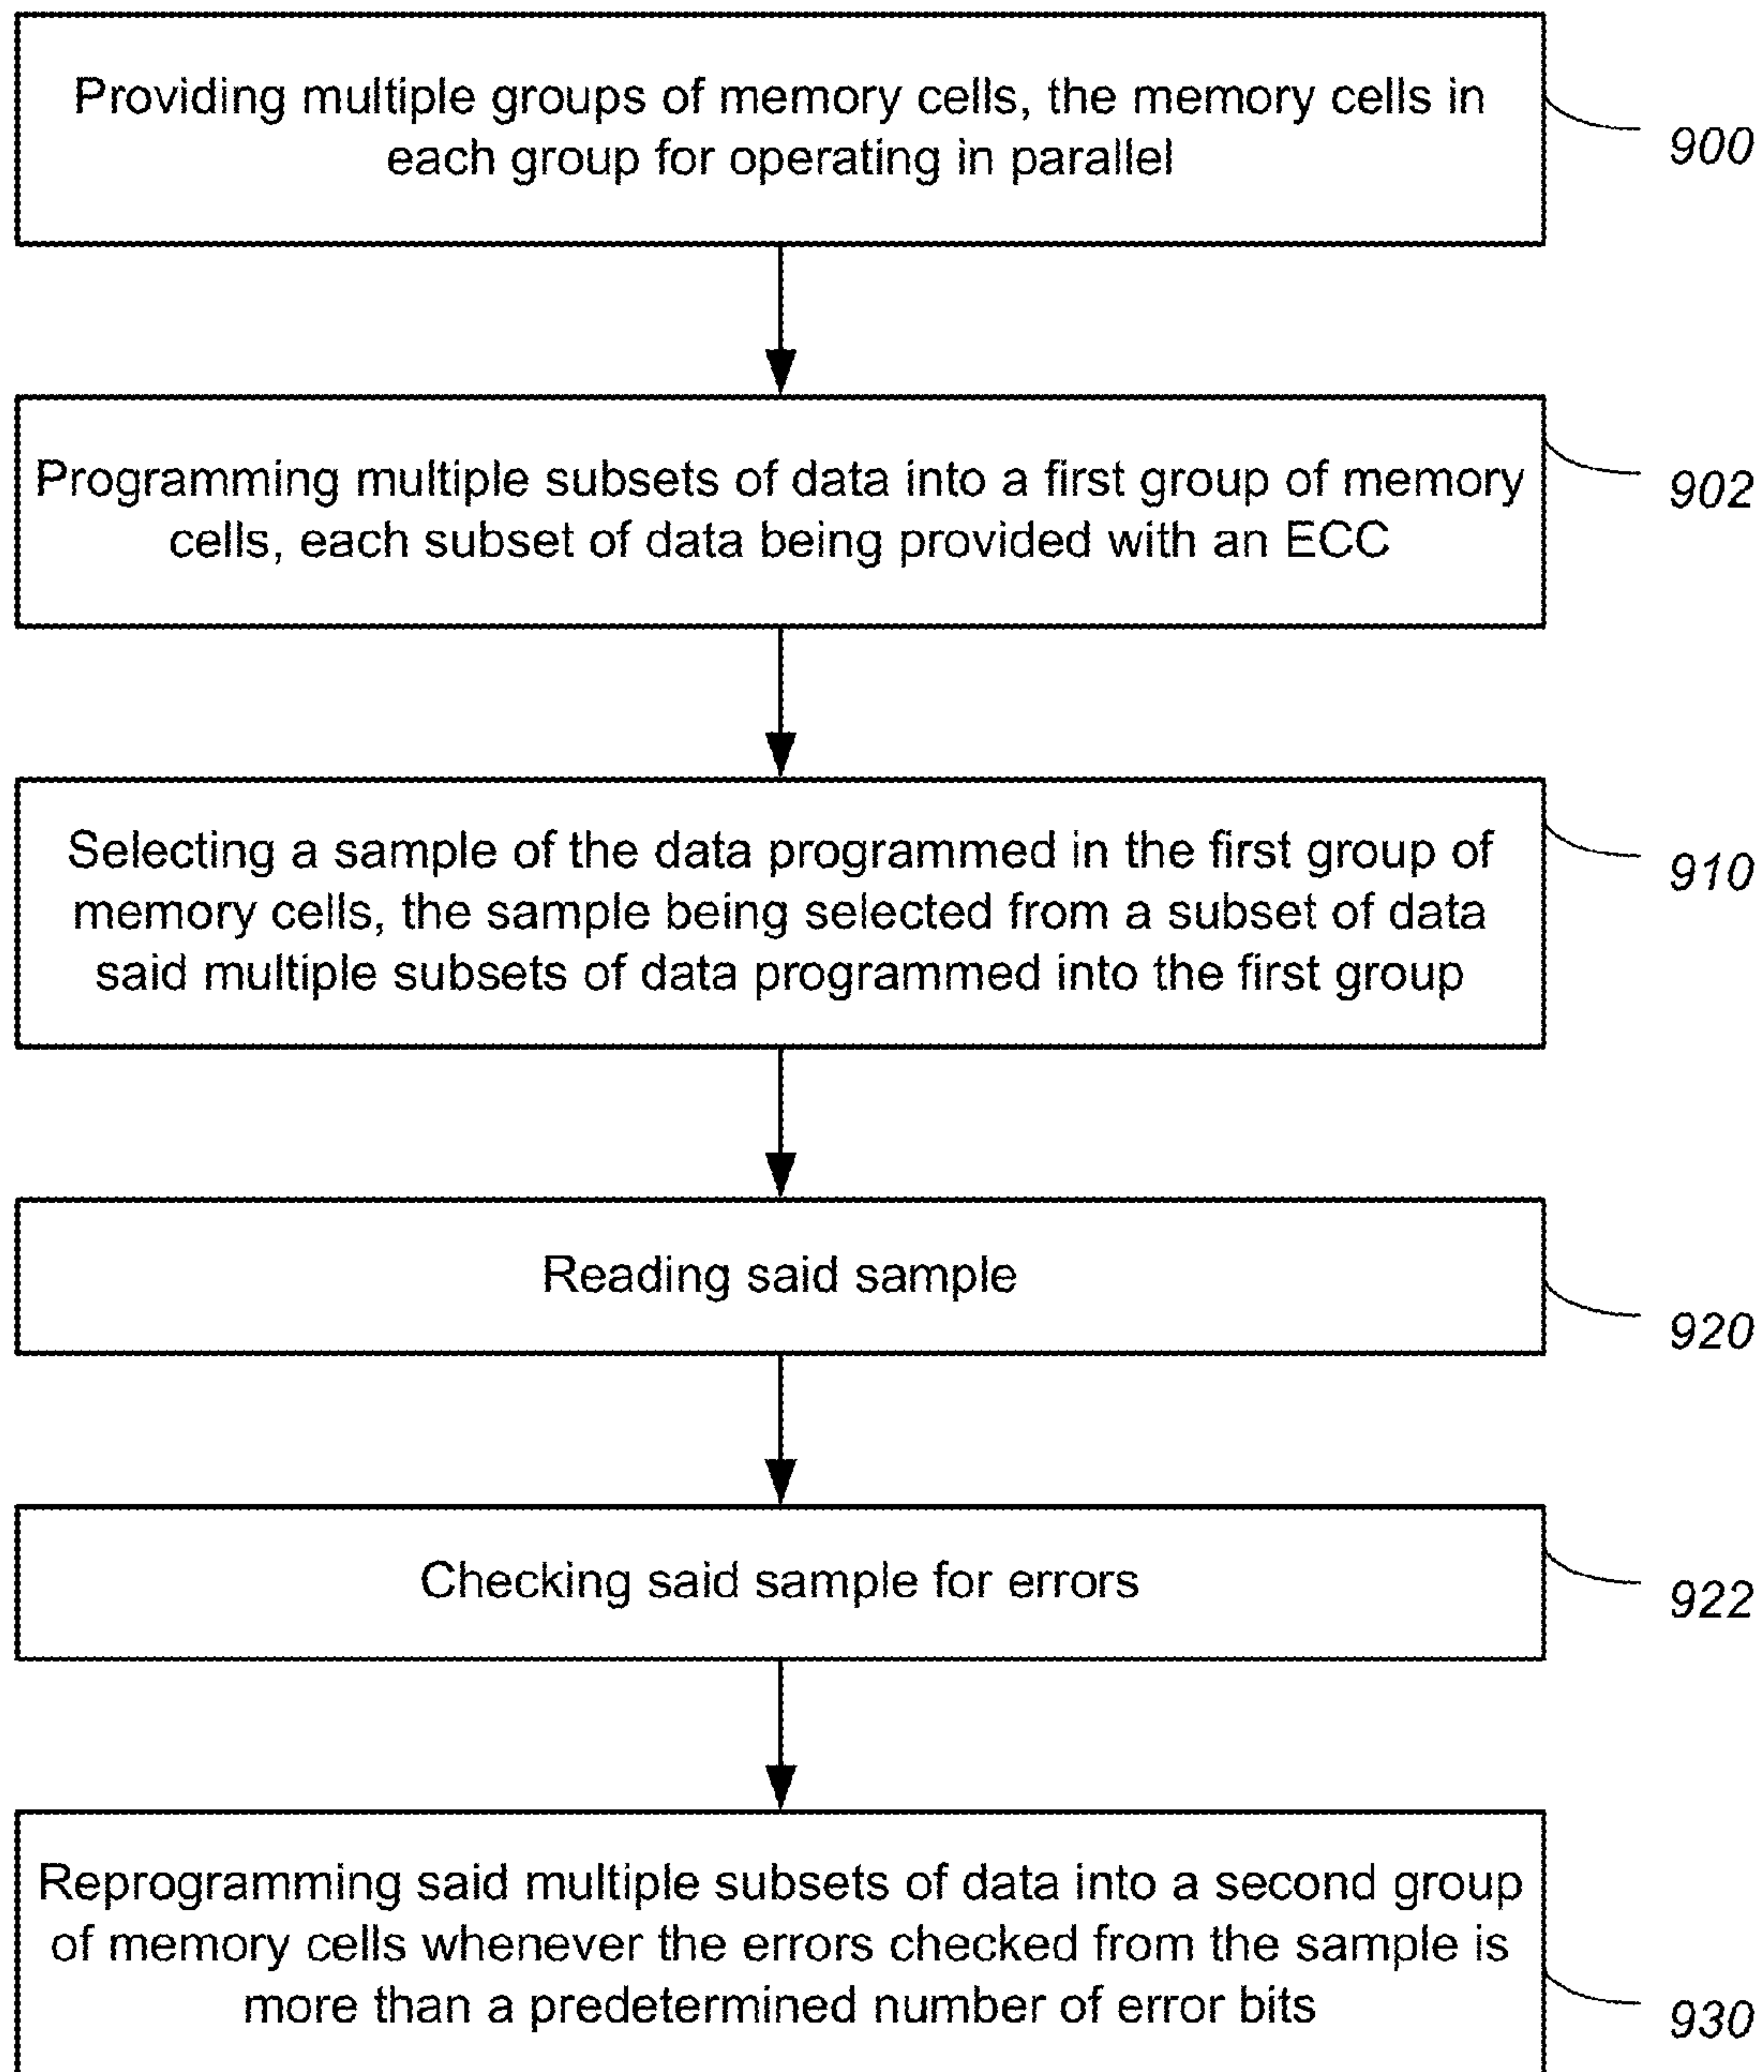 Providing multiple groups of memory cells, the memory cells in
each group for operating in parallel
900
Programming multiple subsets of data into a first group of memory
cells, each subset of data being provided with an ECC
902
Selecting a sample of the data programmed in the first group of
memory cells, the sample being selected from a subset of data
said multiple subsets of data programmed into the first group
910
Reading said sample
920
Checking said sample for errors
922
Reprogramming said multiple subsets of data into a second group
of memory cells whenever the errors checked from the sample is
more than a predetermined number of error bits
930